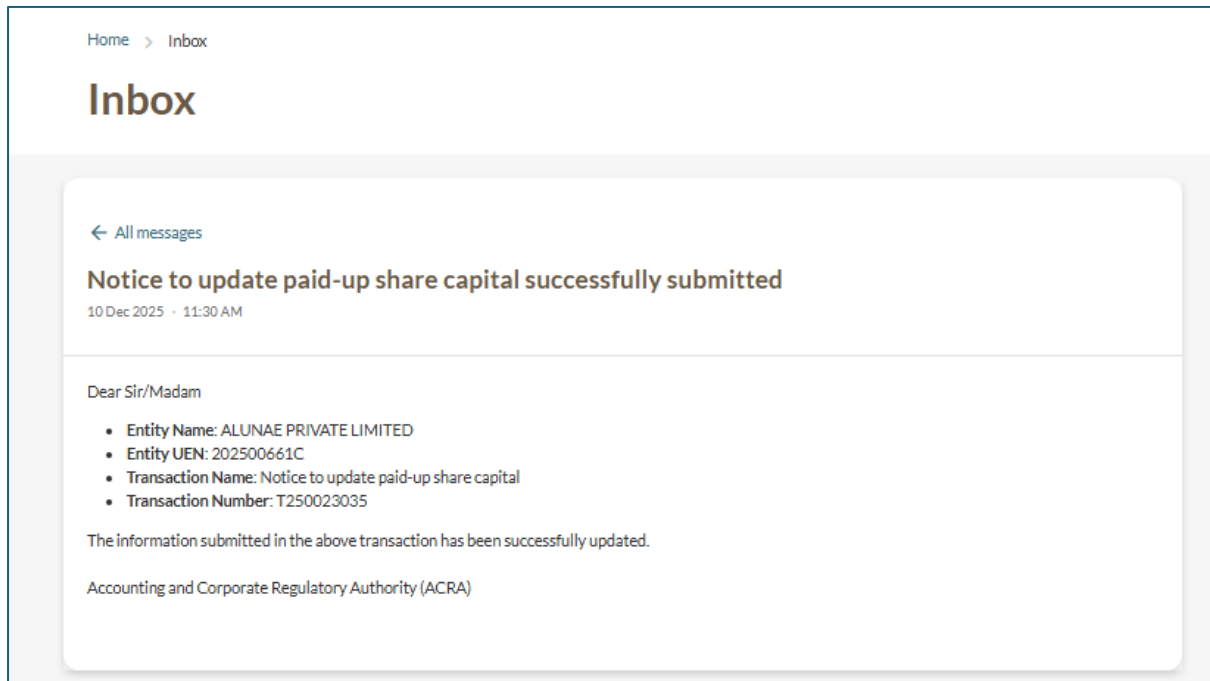 Home > Inbox
Inbox
← All messages
Notice to update paid-up share capital successfully submitted
10 Dec 2025 · 11:30 AM
Dear Sir/Madam
• Entity Name: ALUNAE PRIVATE LIMITED
• Entity UEN: 202500661C
• Transaction Name: Notice to update paid-up share capital
• Transaction Number: T250023035
The information submitted in the above transaction has been successfully updated.
Accounting and Corporate Regulatory Authority (ACRA)